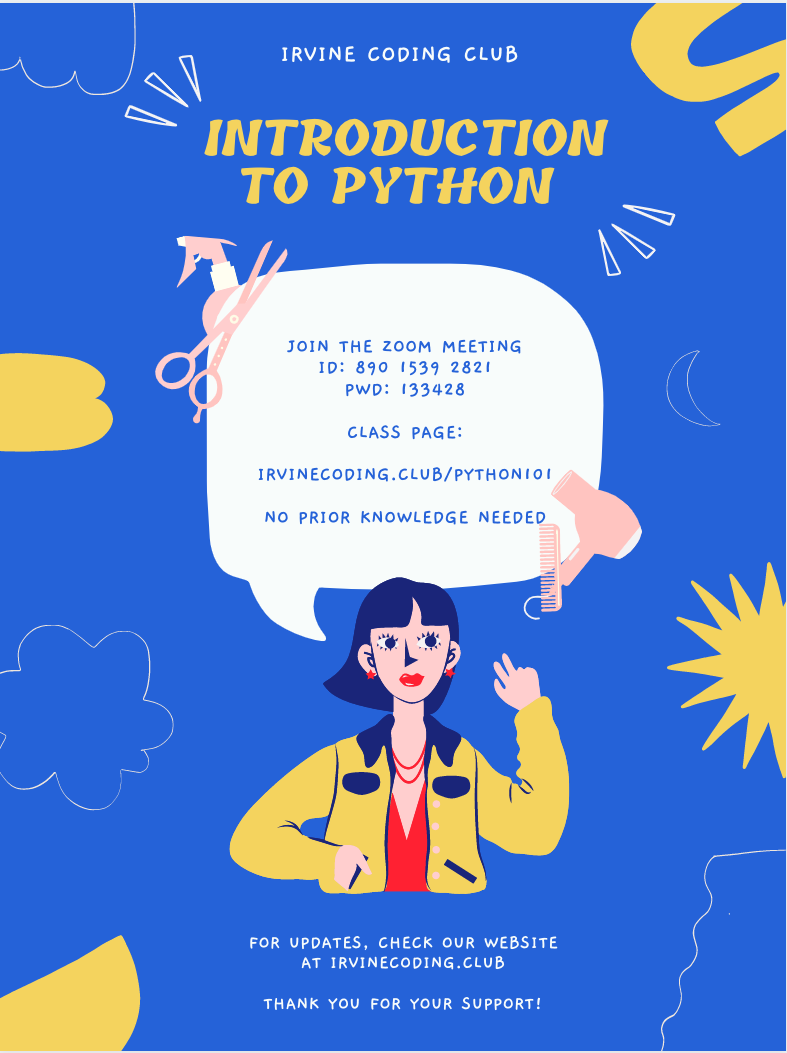 IRVINE CODING CLUB
INTRODUCTION
TO PYTHON
JOIN THE ZOOM MEETING
ID: 890 1539 2821
PWD: 133428
CLASS PAGE:
IRVINECODING.CLUB/PYTHON101
NO PRIOR KNOWLEDGE NEEDED
FOR UPDATES, CHECK OUR WEBSITE
AT IRVINECODING.CLUB
THANK YOU FOR YOUR SUPPORT!